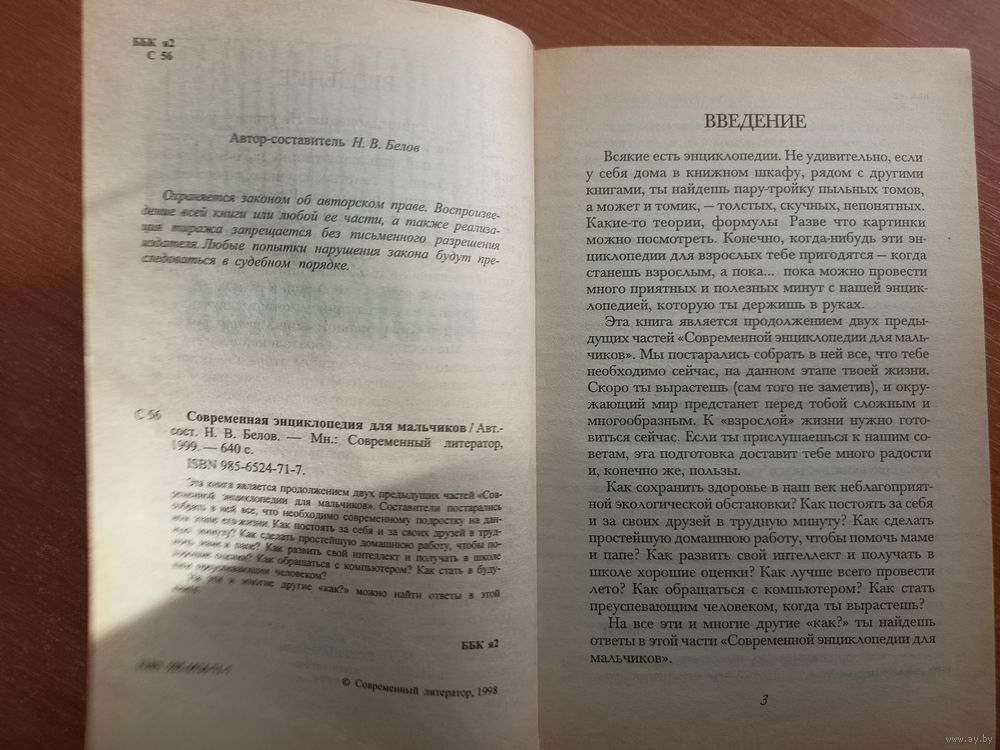 ББК я2
С 56
Автор-составитель Н. В. Белов
Охраняется законом об авторском праве. Воспроизве-
дение всей книги или любой ее части, а также реализа-
ция тиража запрещается без письменного разрешения
издателя. Любые попытки нарушения закона будут пре-
следоваться в судебном порядке.
С 56 Современная энциклопедия для мальчиков / Авт.-
сост. Н. В. Белов. — Мн.: Современный литератор,
1999. — 640 с.
ISBN 985-6524-71-7.
Эта книга является продолжением двух предыдущих частей «Сов-
ременной энциклопедии для мальчиков». Составители постарались
собрать в ней все, что необходимо современному подростку на дан-
ном этапе его жизни. Как постоять за себя и за своих друзей в труд-
ную минуту? Как сделать простейшую домашнюю работу, чтобы по-
мочь маме и папе? Как развить свой интеллект и получать в школе
хорошие оценки? Как обращаться с компьютером? Как стать в буду-
щем преуспевающим человеком?
На эти и многие другие «как?» можно найти ответы в этой
книге.
ББК я2
© Современный литератор, 1998
ВВЕДЕНИЕ
Всякие есть энциклопедии. Не удивительно, если
у себя дома в книжном шкафу, рядом с другими
книгами, ты найдешь пару-тройку пыльных томов,
а может и томик, — толстых, скучных, непонятных.
Какие-то теории, формулы Разве что картинки
можно посмотреть. Конечно, когда-нибудь эти эн-
циклопедии для взрослых тебе пригодятся — когда
станешь взрослым, а пока... пока можно провести
много приятных и полезных минут с нашей энцик-
лопедией, которую ты держишь в руках.
Эта книга является продолжением двух преды-
дущих частей «Современной энциклопедии для маль-
чиков». Мы постарались собрать в ней все, что тебе
необходимо сейчас, на данном этапе твоей жизни.
Скоро ты вырастешь (сам того не заметив), и окру-
жающий мир предстанет перед тобой сложным и
многообразным. К «взрослой» жизни нужно гото-
виться сейчас. Если ты прислушаешься к нашим со-
ветам, эта подготовка доставит тебе много радости
и, конечно же, пользы.
Как сохранить здоровье в наш век неблагоприят-
ной экологической обстановки? Как постоять за себя
и за своих друзей в трудную минуту? Как сделать
простейшую домашнюю работу, чтобы помочь маме
и папе? Как развить свой интеллект и получать в
школе хорошие оценки? Как лучше всего провести
лето? Как обращаться с компьютером? Как стать
преуспевающим человеком, когда ты вырастешь?
На все эти и многие другие «как?» ты найдешь
ответы в этой части «Современной энциклопедии для
мальчиков».
3
www.ay.by